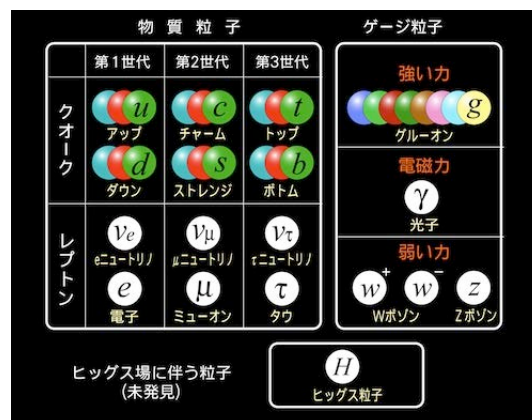 物質粒子
第1世代 第2世代 第3世代
クオーク
u c t
アップ チャーム トップ
d s b
ダウン ストレンジ ボトム
レプトン
νe νμ ντ
eニュートリノ μニュートリノ τニュートリノ
e μ τ
電子 ミューオン タウ
ゲージ粒子
強い力
g
グルーオン
電磁力
γ
光子
弱い力
w+ w− z
Wボゾン Zボゾン
ヒッグス場に伴う粒子
(未発見)
H
ヒッグス粒子